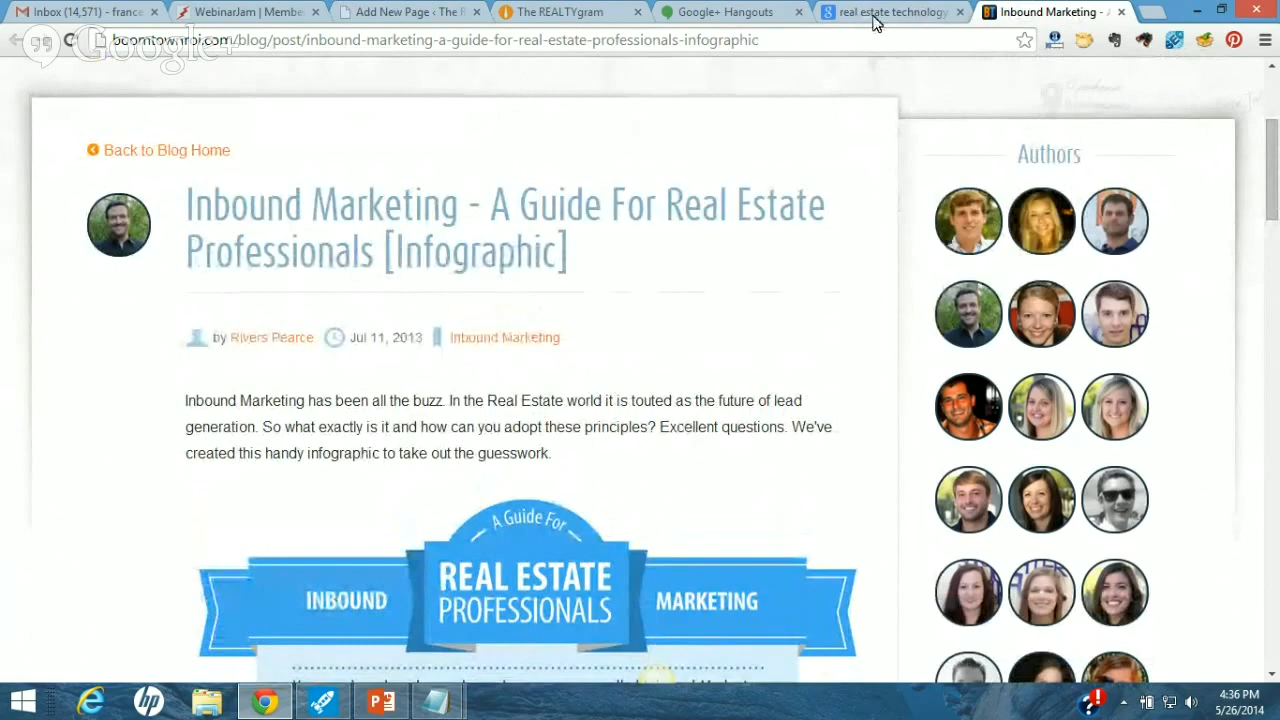 Inbox (14,571) - france
WebinarJam | Membe
Add New Page ‹ The R
The REALTYgram
Google+ Hangouts
real estate technology
Inbound Marketing - A
boomtownroi.com/blog/post/inbound-marketing-a-guide-for-real-estate-professionals-infographic
Google+
Back to Blog Home
Inbound Marketing - A Guide For Real Estate
Professionals [Infographic]
by Rivers Pearce Jul 11, 2013 Inbound Marketing
Inbound Marketing has been all the buzz. In the Real Estate world it is touted as the future of lead
generation. So what exactly is it and how can you adopt these principles? Excellent questions. We've
created this handy infographic to take out the guesswork.
A Guide For
INBOUND
REAL ESTATE
PROFESSIONALS
MARKETING
Authors
4:36 PM
5/26/2014